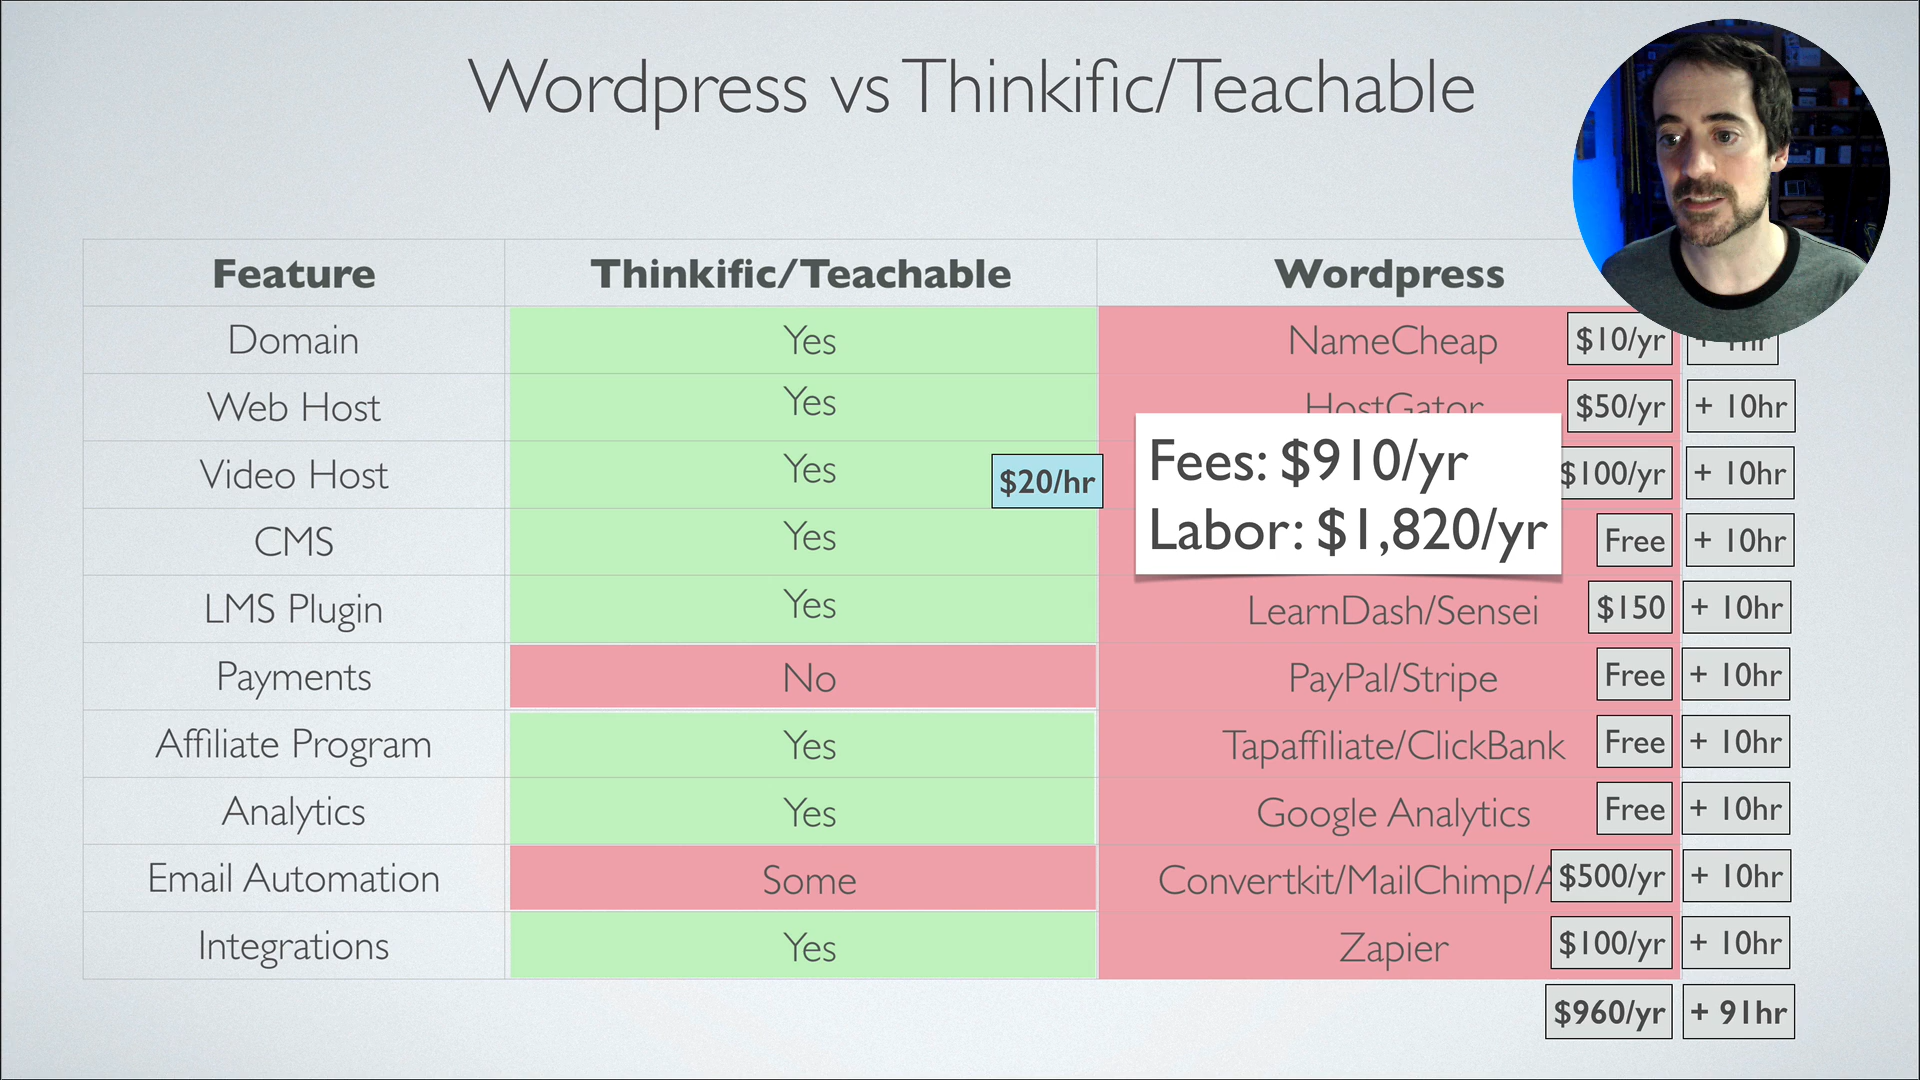 Wordpress vs Thinkific/Teachable
Feature Thinkific/Teachable Wordpress
Domain Yes NameCheap $10/yr + 1hr
Web Host Yes HostGator $50/yr + 10hr
Video Host Yes $20/hr $100/yr + 10hr
Fees: $910/yr
Labor: $1,820/yr
CMS Yes Free + 10hr
LMS Plugin Yes LearnDash/Sensei $150 + 10hr
Payments No PayPal/Stripe Free + 10hr
Affiliate Program Yes Tapaffiliate/ClickBank Free + 10hr
Analytics Yes Google Analytics Free + 10hr
Email Automation Some Convertkit/MailChimp/A $500/yr + 10hr
Integrations Yes Zapier $100/yr + 10hr
$960/yr + 91hr